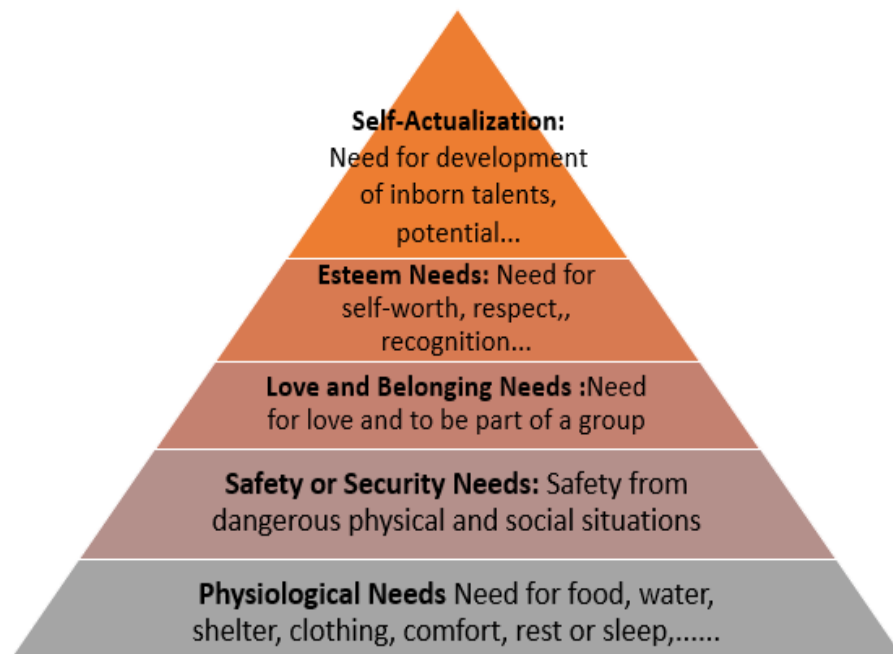 Self-Actualization:
Need for development
of inborn talents,
potential...
Esteem Needs: Need for
self-worth, respect,,
recognition...
Love and Belonging Needs :Need
for love and to be part of a group
Safety or Security Needs: Safety from
dangerous physical and social situations
Physiological Needs Need for food, water,
shelter, clothing, comfort, rest or sleep,......